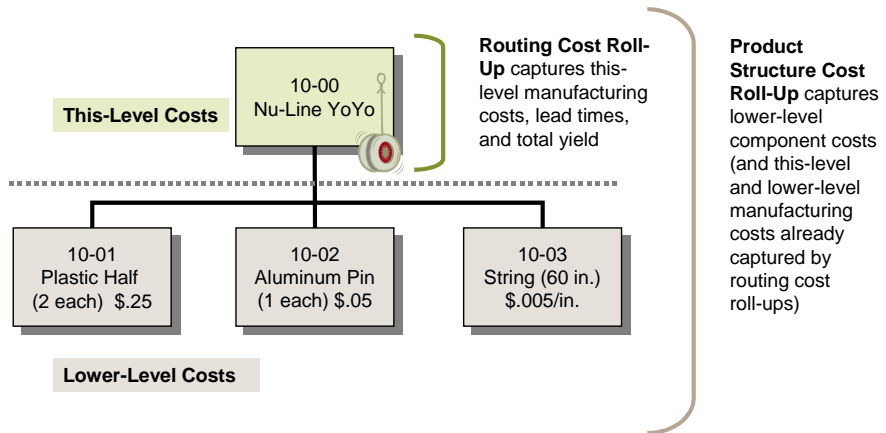 This-Level Costs
10-00
Nu-Line YoYo
Routing Cost Roll-
Up captures this-
level manufacturing
costs, lead times,
and total yield
Product
Structure Cost
Roll-Up captures
lower-level
component costs
(and this-level
and lower-level
manufacturing
costs already
captured by
routing cost
roll-ups)
10-01
Plastic Half
(2 each) $.25
10-02
Aluminum Pin
(1 each) $.05
10-03
String (60 in.)
$.005/in.
Lower-Level Costs